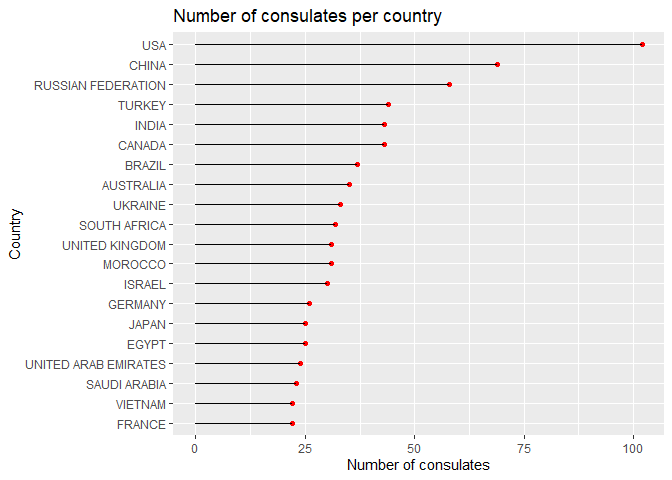 Number of consulates per country
USA
CHINA
RUSSIAN FEDERATION
TURKEY
INDIA
CANADA
BRAZIL
AUSTRALIA
UKRAINE
SOUTH AFRICA
UNITED KINGDOM
MOROCCO
ISRAEL
GERMANY
JAPAN
EGYPT
UNITED ARAB EMIRATES
SAUDI ARABIA
VIETNAM
FRANCE
Country
0 25 50 75 100
Number of consulates